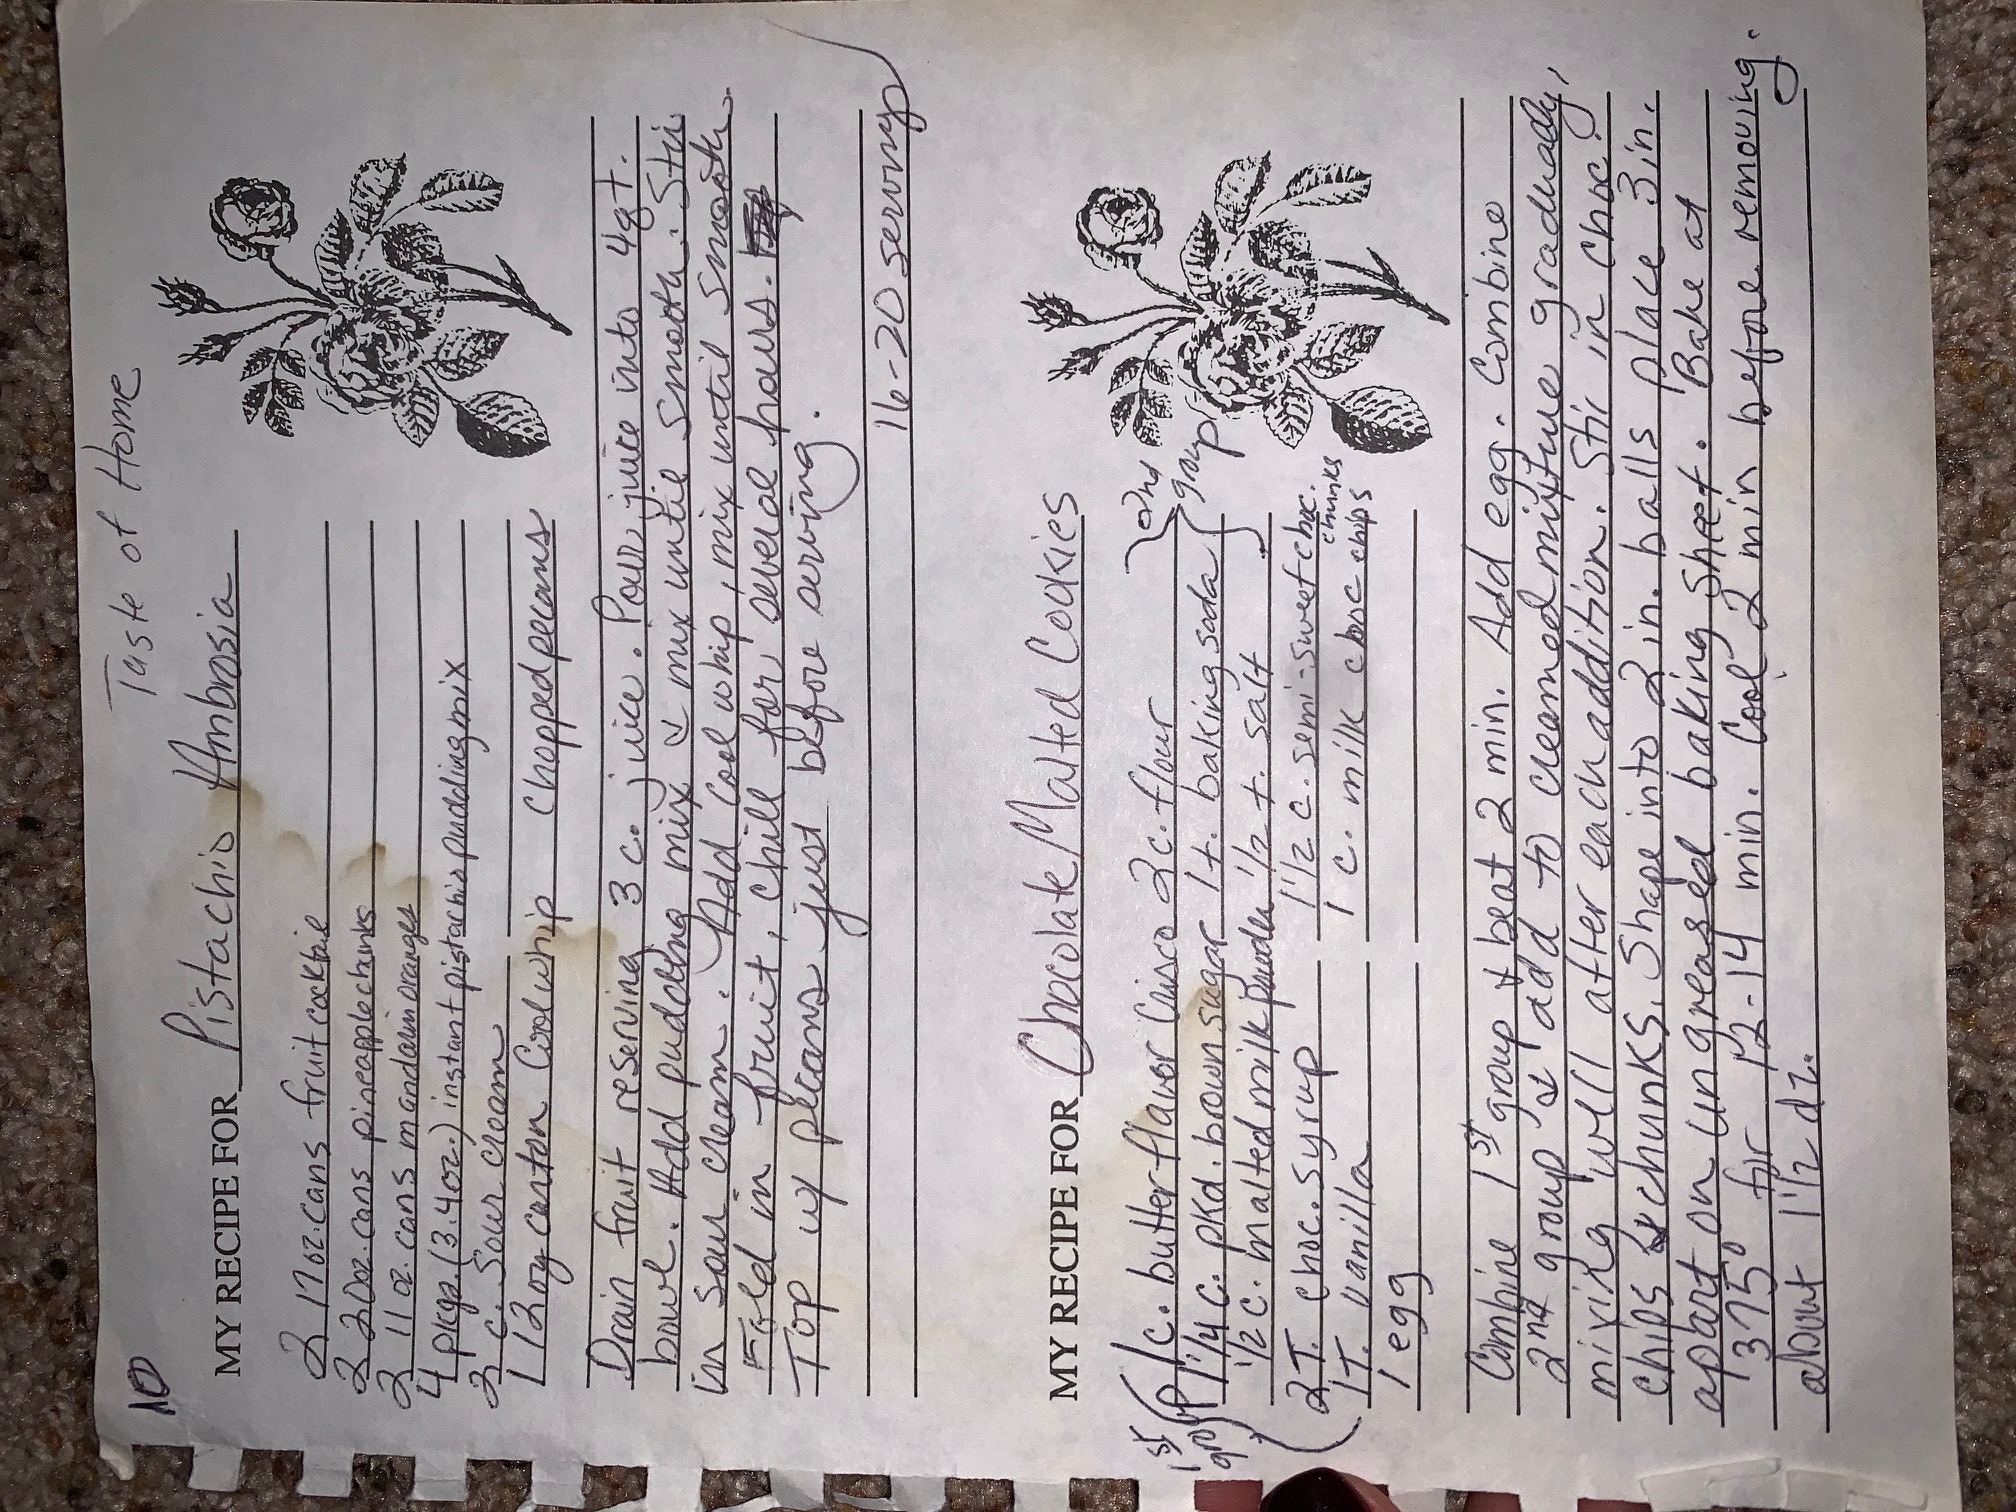 10
Taste of Home
MY RECIPE FOR Pistachio Ambrosia
2 17 oz. cans fruit cocktail
2 20 oz. cans pineapple chunks
2 11 oz. cans mandarin oranges
4 pkgs. (3.4 oz.) instant pistachio pudding mix
2 c. sour cream
1 12 oz carton Cool whip Chopped pecans
Drain fruit reserving 3 c. juice. Pour juice into 4 qt.
bowl. Add pudding mix & mix until smooth. Stir
in sour cream. Add cool whip, mix until smooth.
Fold in fruit, chill for several hours.
Top w/ pecans just before serving.
16-20 servings
MY RECIPE FOR Chocolate Malted Cookies
1st group
1 c. butter flavor Crisco 2 c. flour
2nd group
1 1/4 c. pkd. brown sugar 1 t. baking soda
1/2 c. malted milk powder 1/2 t. salt
2 T. choc. syrup 1 1/2 c. semi-sweet choc. chunks
1 T. vanilla 1 c. milk choc chips
1 egg
Combine 1st group & beat 2 min. Add egg. Combine
2nd group & add to creamed mixture gradually,
mixing well after each addition. Stir in choc.
chips & chunks. Shape into 2 in. balls place 3 in.
apart on ungreased baking sheet. Bake at
375° for 12-14 min. Cool 2 min before removing.
about 1 1/2 dz.